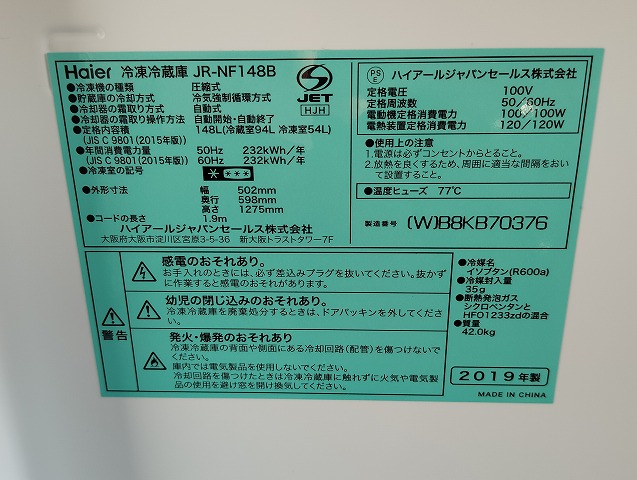 Haier 冷凍冷蔵庫 JR-NF148B
●冷凍機の種類 圧縮式
●貯蔵庫の冷却方式 冷気強制循環方式
●冷却器の霜取り方式 自動式
●冷却器の霜取り操作方法 自動開始・自動終了
●定格内容積 148L(冷蔵室94L 冷凍室54L)
(JIS C 9801(2015年版))
●年間消費電力量 50Hz 232kWh/年
(JIS C 9801(2015年版)) 60Hz 232kWh/年
●冷凍室の記号
●外形寸法 幅 502mm
奥行 598mm
高さ 1275mm
●コードの長さ 1.9m
ハイアールジャパンセールス株式会社
大阪府大阪市淀川区宮原3-5-36 新大阪トラストタワー7F
JET
HJH
PS
E
ハイアールジャパンセールス株式会社
定格電圧 100V
定格周波数 50/60Hz
電動機定格消費電力 100/100W
電熱装置定格消費電力 120/120W
●使用上の注意
1.電源は必ずコンセントからとること。
2.放熱を良くするため、周囲に適当な間隔をおい
て設置すること。
●温度ヒューズ 77℃
製造番号 (W)B8KB70376
警告
感電のおそれあり。
お手入れのときには、必ず差込みプラグを抜いてください。抜かず
に作業すると感電のおそれがあります。
幼児の閉じ込みのおそれあり。
冷凍冷蔵庫を廃棄処分するときは、ドアパッキンを外してくださ
い。
発火・爆発のおそれあり。
冷凍冷蔵庫の背面や側面にある冷却回路(配管)を傷つけないで
ください。
庫内では電気製品を使用しないでください。
冷却回路を傷つけたときは冷凍冷蔵庫に触れずに火気や電気製
品の使用を避け窓を開け換気してください。
●冷媒名
イソブタン(R600a)
●冷媒封入量
35g
●断熱発泡ガス
シクロペンタンと
HFO1233zdの混合
●質量
42.0kg
2019年製
MADE IN CHINA